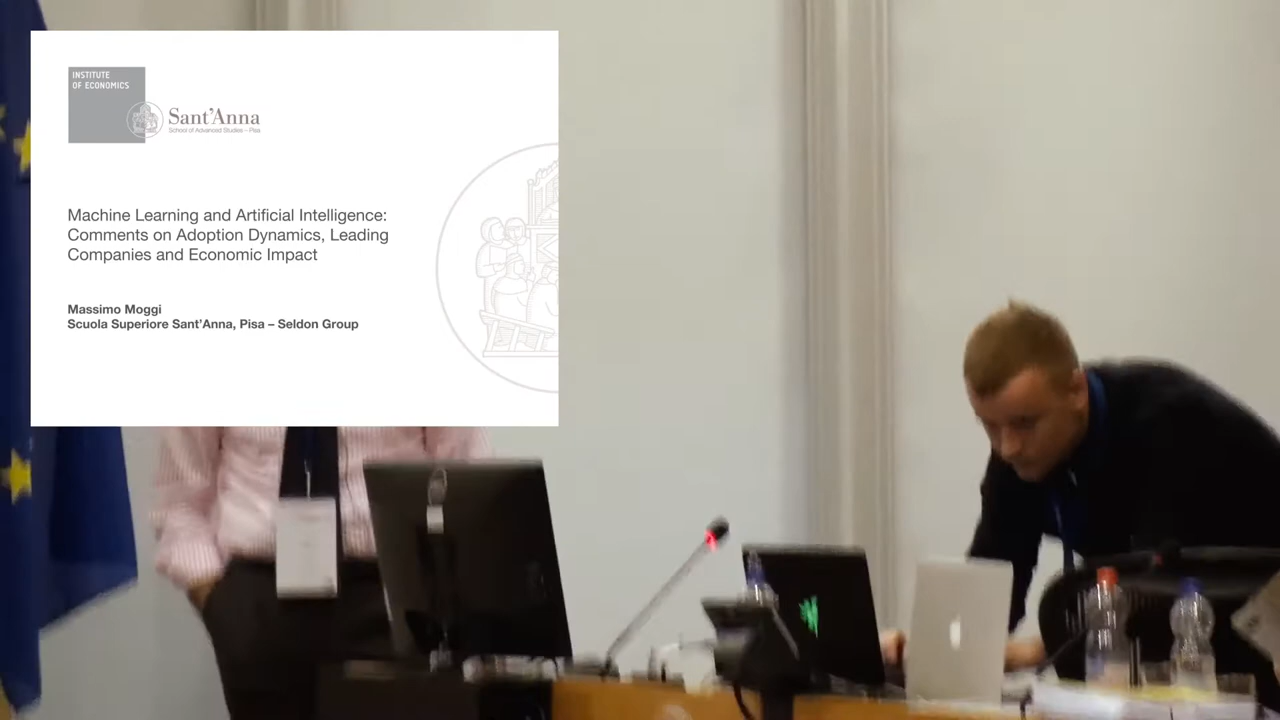 INSTITUTE
OF ECONOMICS
Sant'Anna
School of Advanced Studies – Pisa
Machine Learning and Artificial Intelligence:
Comments on Adoption Dynamics, Leading
Companies and Economic Impact
Massimo Moggi
Scuola Superiore Sant'Anna, Pisa – Seldon Group